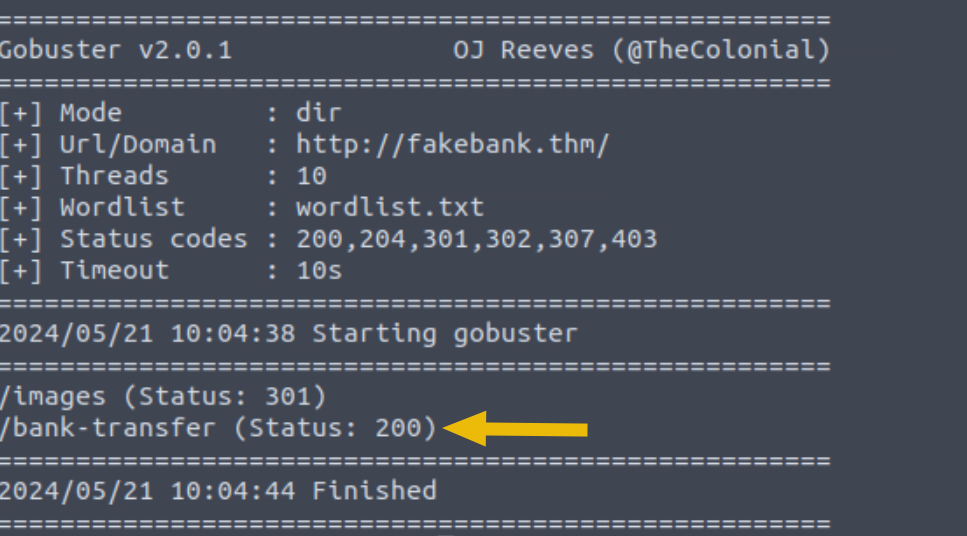 =====================================================
Gobuster v2.0.1              OJ Reeves (@TheColonial)
=====================================================
[+] Mode         : dir
[+] Url/Domain   : http://fakebank.thm/
[+] Threads      : 10
[+] Wordlist     : wordlist.txt
[+] Status codes : 200,204,301,302,307,403
[+] Timeout      : 10s
=====================================================
2024/05/21 10:04:38 Starting gobuster
=====================================================
/images (Status: 301)
/bank-transfer (Status: 200)
=====================================================
2024/05/21 10:04:44 Finished
=====================================================